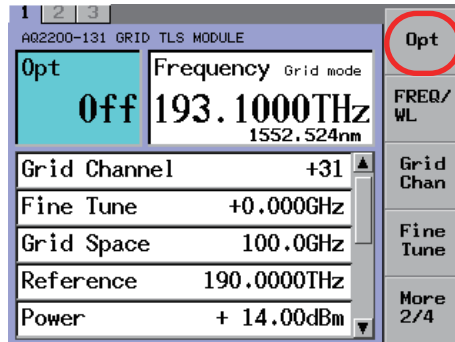 1 2 3
AQ2200-131 GRID TLS MODULE
Opt
Off
Frequency Grid mode
193.1000THz
1552.524nm
Grid Channel +31
Fine Tune +0.000GHz
Grid Space 100.0GHz
Reference 190.0000THz
Power + 14.00dBm
Opt
FREQ/
WL
Grid
Chan
Fine
Tune
More
2/4